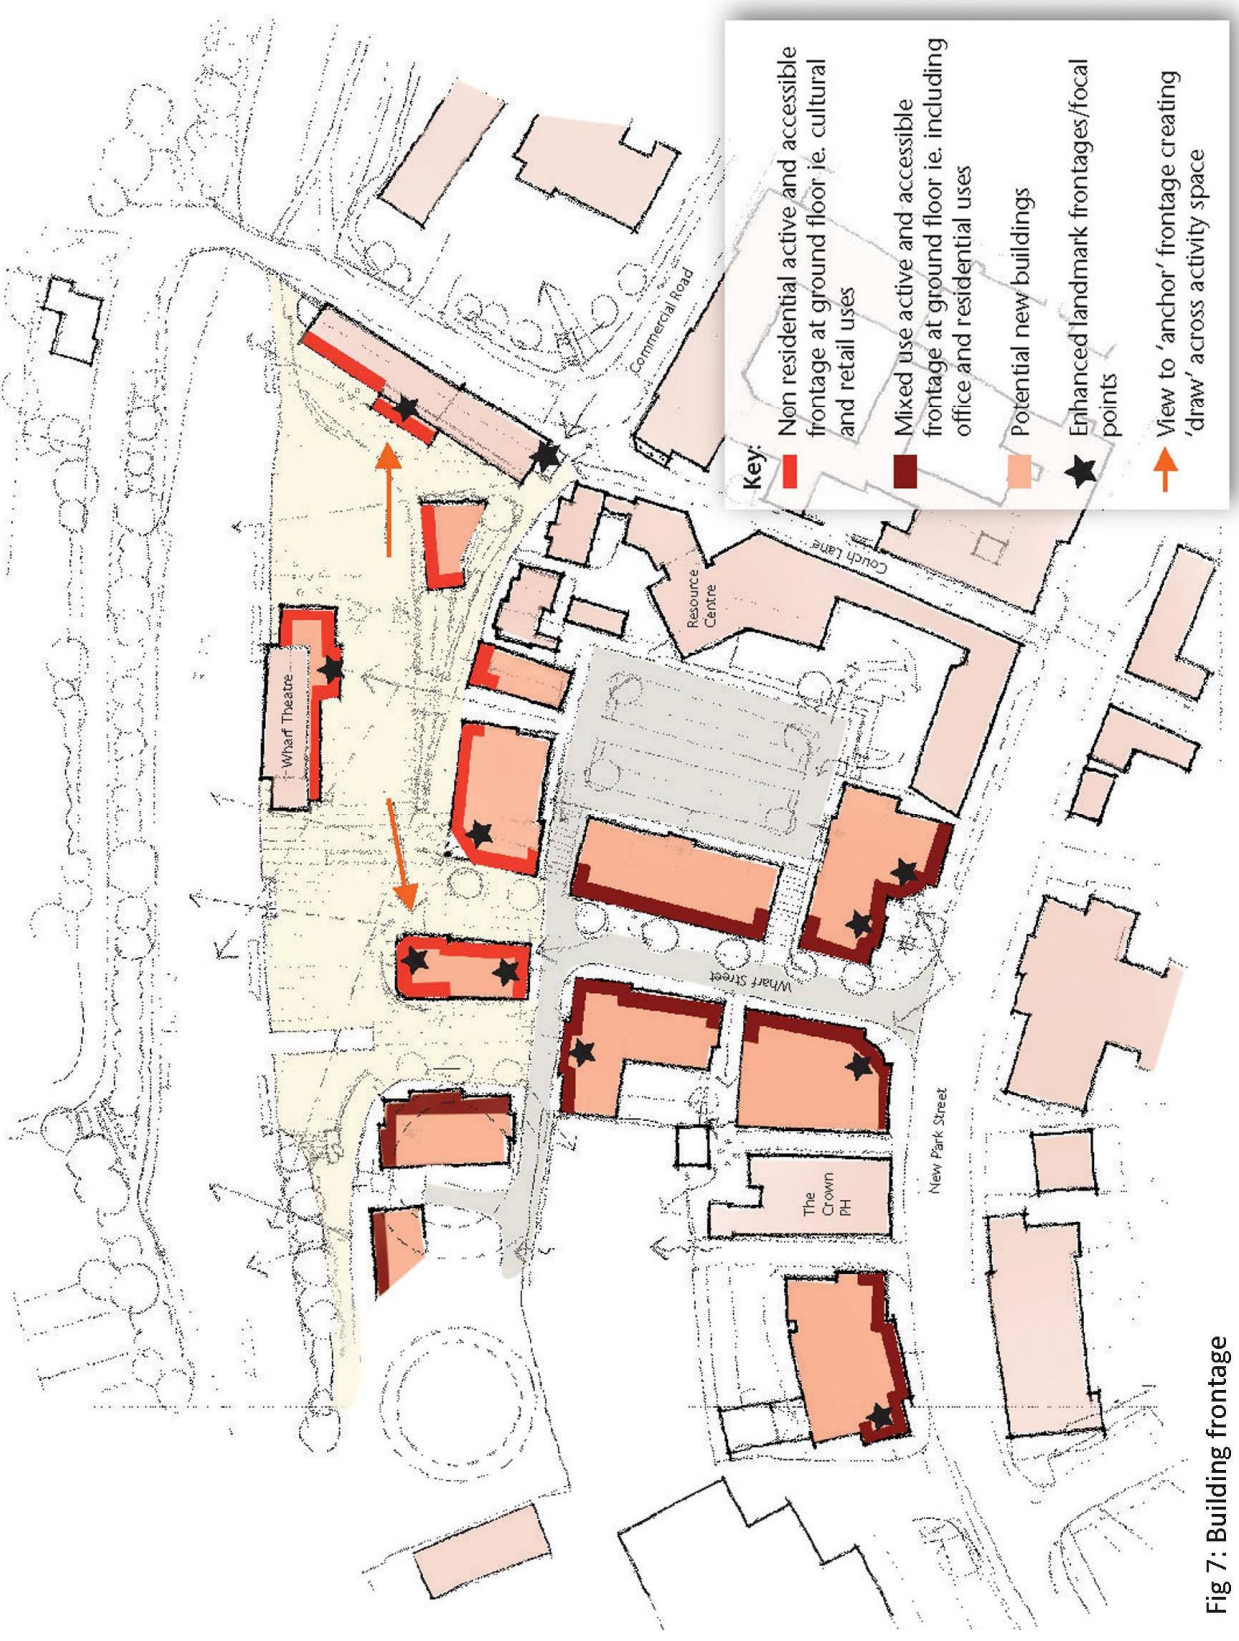 Wharf Theatre
Commercial Road
Resource
Centre
Couch Lane
Wharf Street
New Park Street
The
Crown
PH
Key:
Non residential active and accessible
frontage at ground floor ie. cultural
and retail uses
Mixed use active and accessible
frontage at ground floor ie. including
office and residential uses
Potential new buildings
Enhanced landmark frontages/focal
points
View to ‘anchor’ frontage creating
‘draw’ across activity space
Fig 7: Building frontage